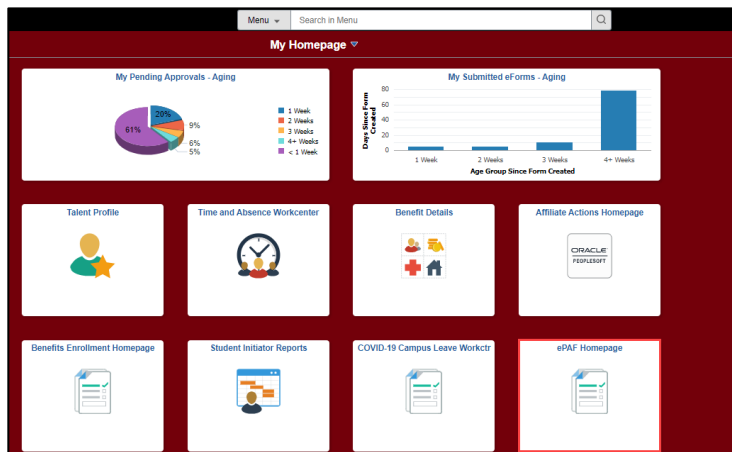 Menu
Search in Menu
My Homepage
My Pending Approvals - Aging
20%
9%
6%
5%
61%
1 Week
2 Weeks
3 Weeks
4+ Weeks
< 1 Week
My Submitted eForms - Aging
Days Since Form
Created
80
60
40
20
0
1 Week
2 Weeks
3 Weeks
4+ Weeks
Age Group Since Form Created
Talent Profile
Time and Absence Workcenter
Benefit Details
Affiliate Actions Homepage
ORACLE
PEOPLESOFT
Benefits Enrollment Homepage
Student Initiator Reports
COVID-19 Campus Leave Workctr
ePAF Homepage